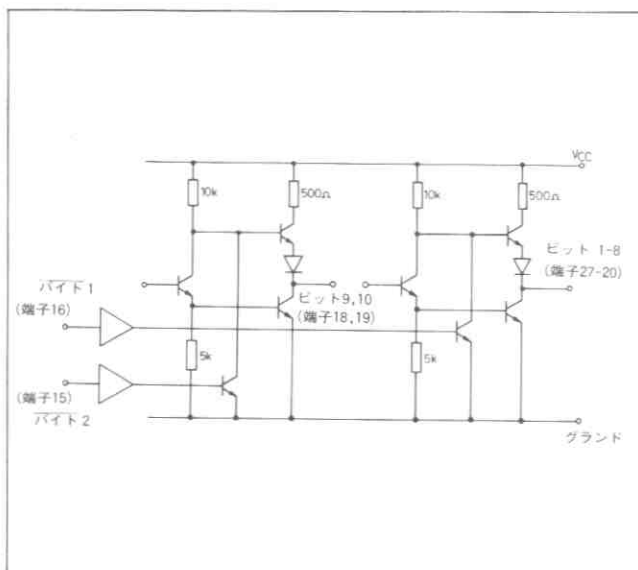 VCC
10k
500Ω
10k
500Ω
バイト1
(端子16)
ビット9,10
(端子18,19)
ビット 1-8
(端子27-20)
5k
5k
(端子15)
バイト2
グランド